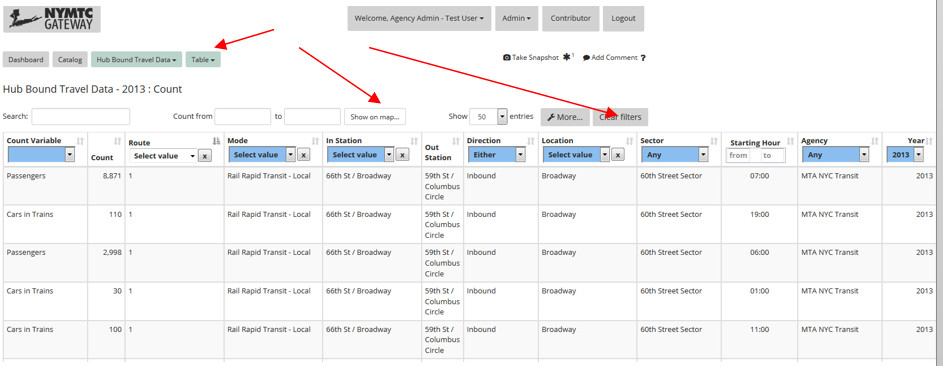 NYMTC
GATEWAY
Welcome, Agency Admin - Test User Admin Contributor Logout
Dashboard Catalog Hub Bound Travel Data Table Take Snapshot 1 Add Comment ?
Hub Bound Travel Data - 2013 : Count
Search: Count from to Show on map... Show 50 entries More... Clear filters
Count Variable Count Route Mode In Station Out Station Direction Location Sector Starting Hour Agency Year
Select value x Select value x Select value x Either Select value x Any from to Any 2013
Passengers 8,871 1 Rail Rapid Transit - Local 66th St / Broadway 59th St / Inbound Broadway 60th Street Sector 07:00 MTA NYC Transit 2013
Columbus
Circle
Cars in Trains 110 1 Rail Rapid Transit - Local 66th St / Broadway 59th St / Inbound Broadway 60th Street Sector 19:00 MTA NYC Transit 2013
Columbus
Circle
Passengers 2,998 1 Rail Rapid Transit - Local 66th St / Broadway 59th St / Inbound Broadway 60th Street Sector 06:00 MTA NYC Transit 2013
Columbus
Circle
Cars in Trains 30 1 Rail Rapid Transit - Local 66th St / Broadway 59th St / Inbound Broadway 60th Street Sector 01:00 MTA NYC Transit 2013
Columbus
Circle
Cars in Trains 100 1 Rail Rapid Transit - Local 66th St / Broadway 59th St / Inbound Broadway 60th Street Sector 11:00 MTA NYC Transit 2013
Columbus
Circle